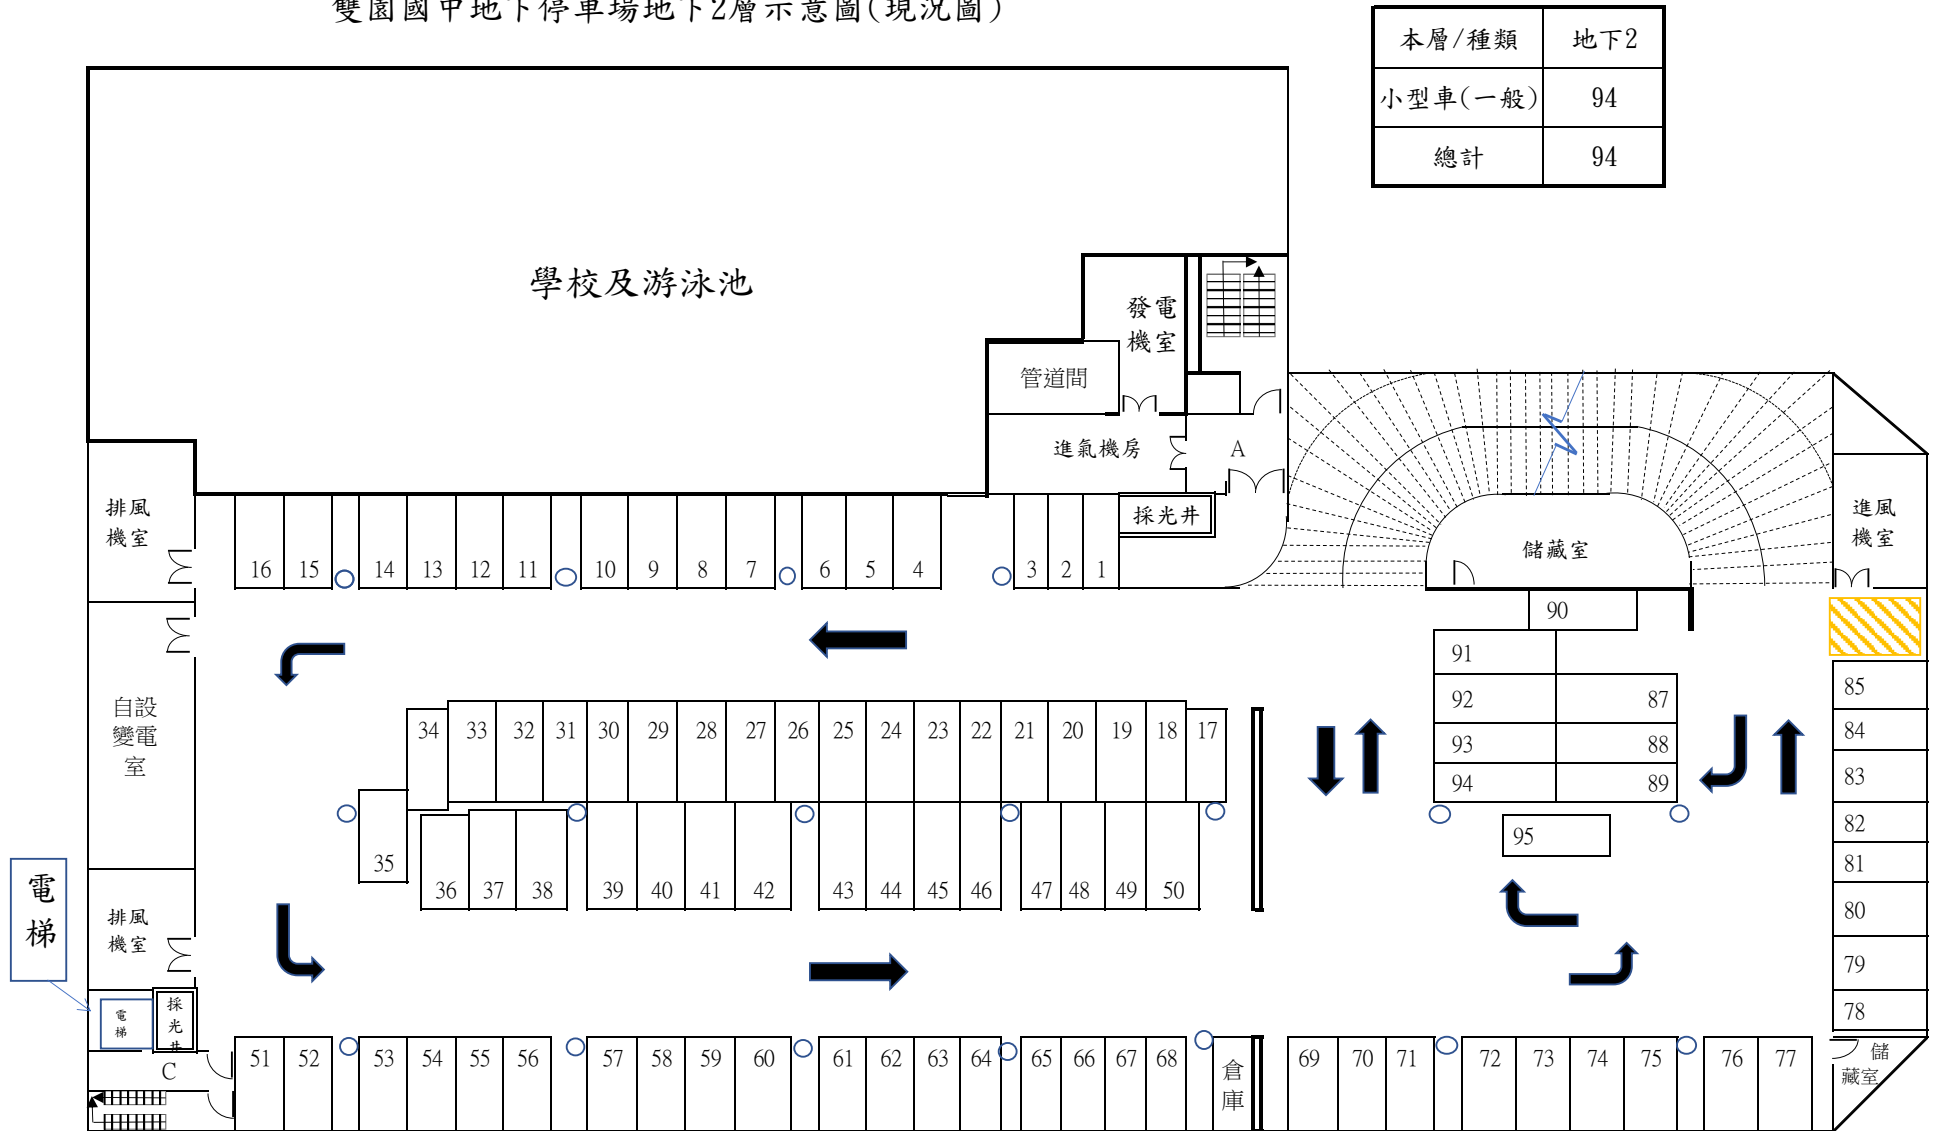 雙園國中地下停車場地下2層示意圖(現況圖)
本層/種類 地下2
小型車(一般) 94
總計 94
學校及游泳池
發電
機室
管道間
進氣機房
A
採光井
排風
機室
儲藏室
進風
機室
16 15 14 13 12 11 10 9 8 7 6 5 4 3 2 1
90
91
92 87
93 88
94 89
95
85
84
83
82
81
80
79
78
自設
變電
室
34 33 32 31 30 29 28 27 26 25 24 23 22 21 20 19 18 17
35 36 37 38 39 40 41 42 43 44 45 46 47 48 49 50
電
梯
排風
機室
電
梯
採
光
井
C
51 52 53 54 55 56 57 58 59 60 61 62 63 64 65 66 67 68
倉
庫
69 70 71 72 73 74 75 76 77
儲
藏室